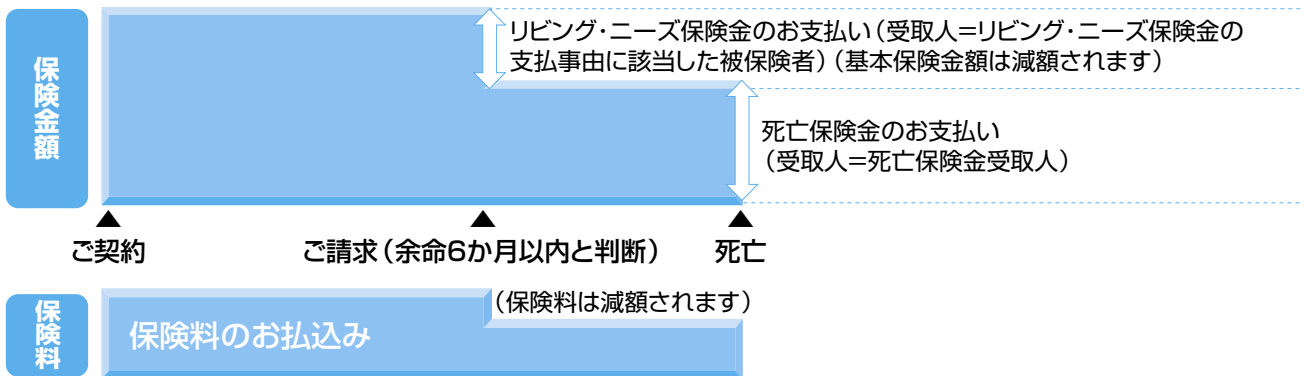 保険金額
リビング・ニーズ保険金のお支払い（受取人＝リビング・ニーズ保険金の
支払事由に該当した被保険者）（基本保険金額は減額されます）
死亡保険金のお支払い
（受取人＝死亡保険金受取人）
▲ ▲ ▲
ご契約 ご請求（余命6か月以内と判断） 死亡
保険料
（保険料は減額されます）
保険料のお払込み